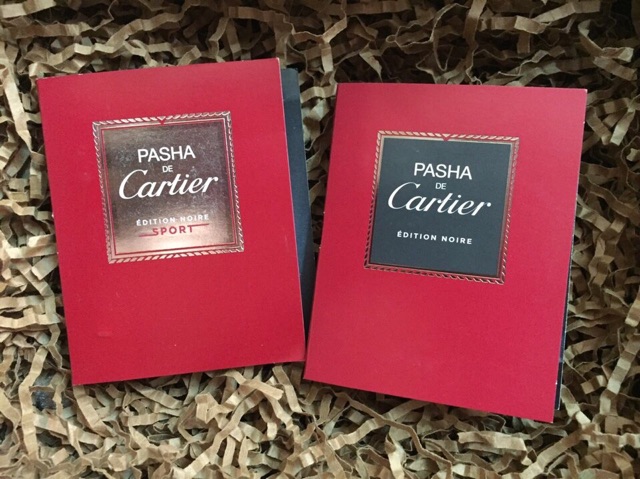 PASHA
DE
Cartier
ÉDITION NOIRE
SPORT
PASHA
DE
Cartier
ÉDITION NOIRE